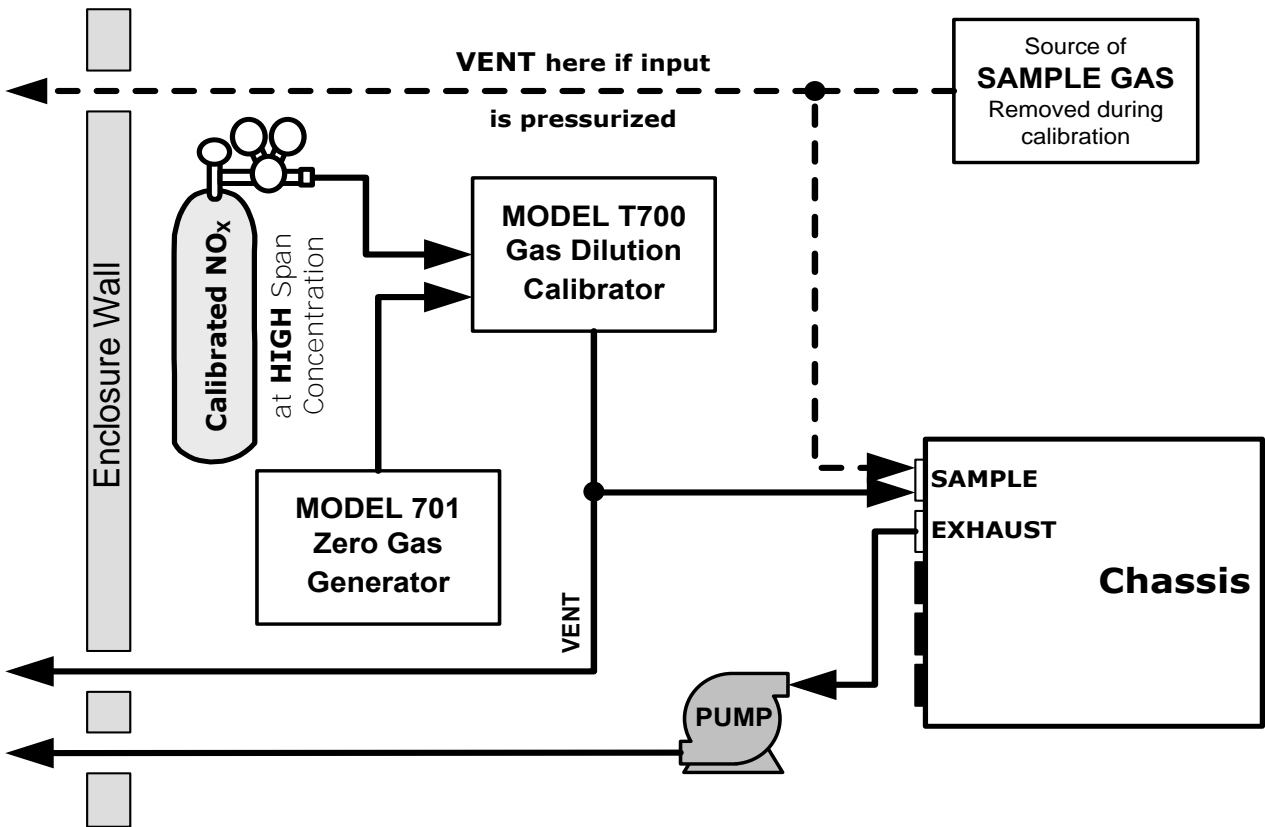 VENT here if input
is pressurized
Source of
SAMPLE GAS
Removed during
calibration
Enclosure Wall
Calibrated NOX
at HIGH Span
Concentration
MODEL T700
Gas Dilution
Calibrator
MODEL 701
Zero Gas
Generator
VENT
SAMPLE
EXHAUST
Chassis
PUMP